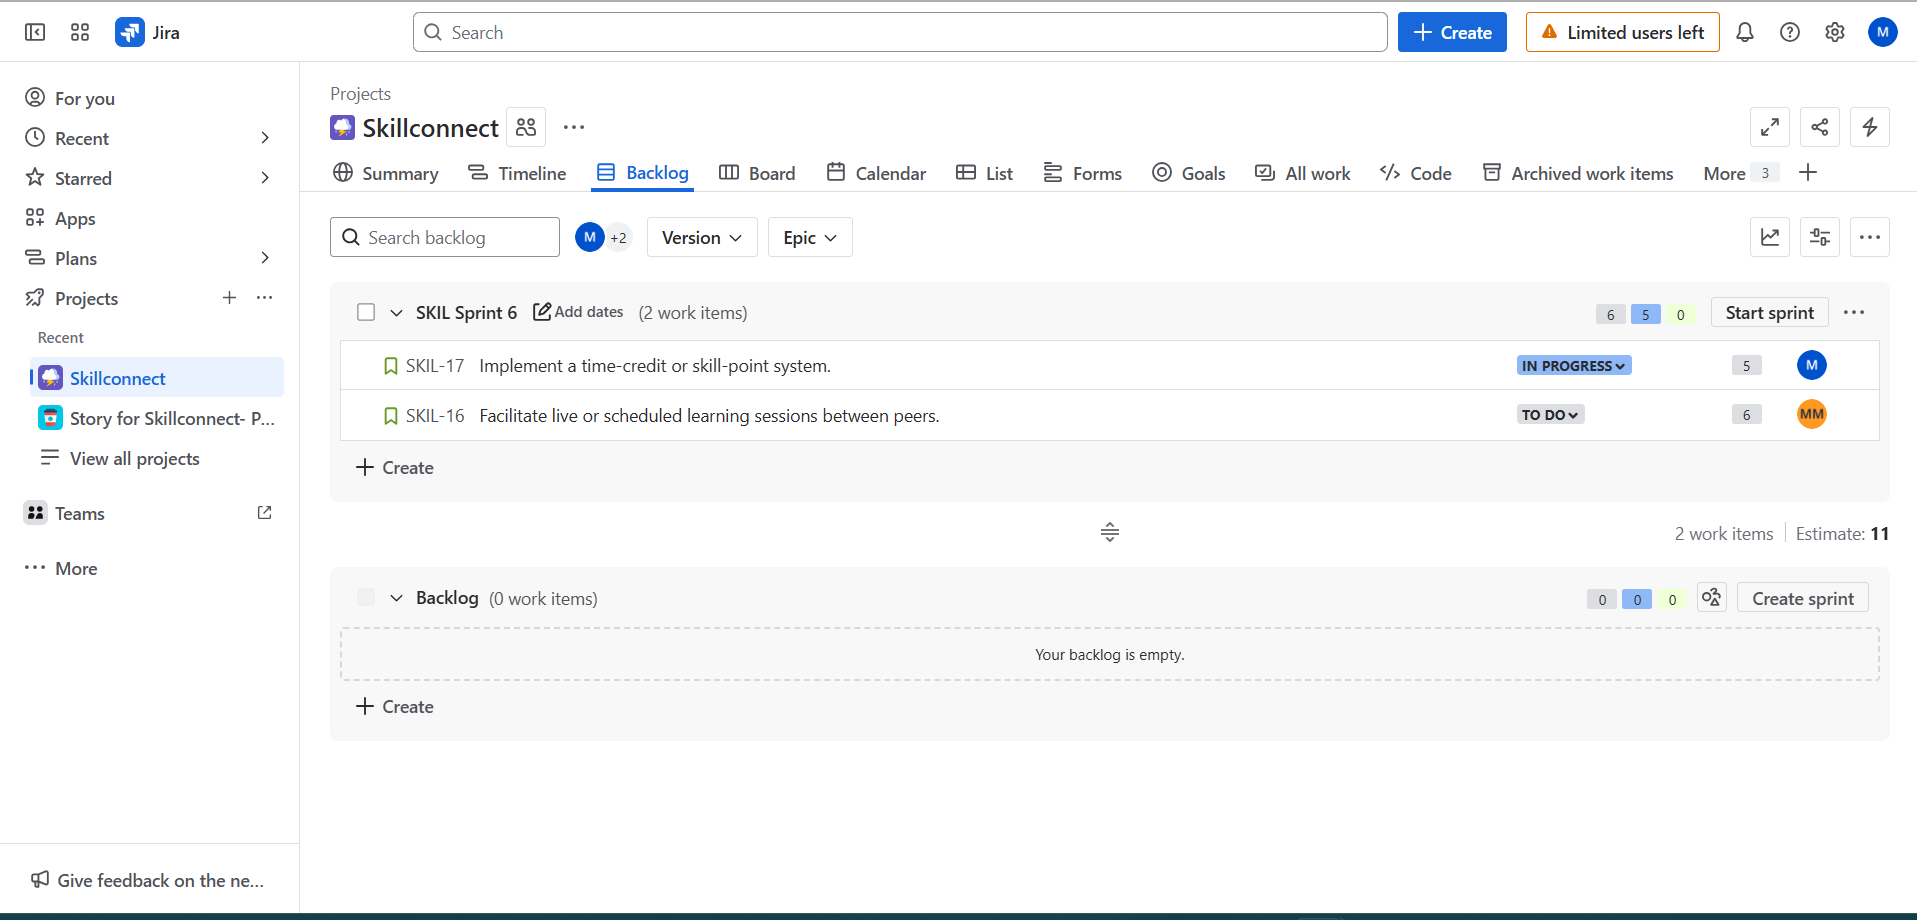 Jira
Search
Create
Limited users left
M
For you
Recent
Starred
Apps
Plans
Projects
Recent
Skillconnect
Story for Skillconnect- P...
View all projects
Teams
More
Give feedback on the ne...
Projects
Skillconnect
Summary
Timeline
Backlog
Board
Calendar
List
Forms
Goals
All work
Code
Archived work items
More 3
Search backlog
M +2
Version
Epic
SKIL Sprint 6 Add dates (2 work items)
6 5 0
Start sprint
SKIL-17 Implement a time-credit or skill-point system. IN PROGRESS 5 M
SKIL-16 Facilitate live or scheduled learning sessions between peers. TO DO 6 MM
Create
2 work items Estimate: 11
Backlog (0 work items)
0 0 0
Create sprint
Your backlog is empty.
Create